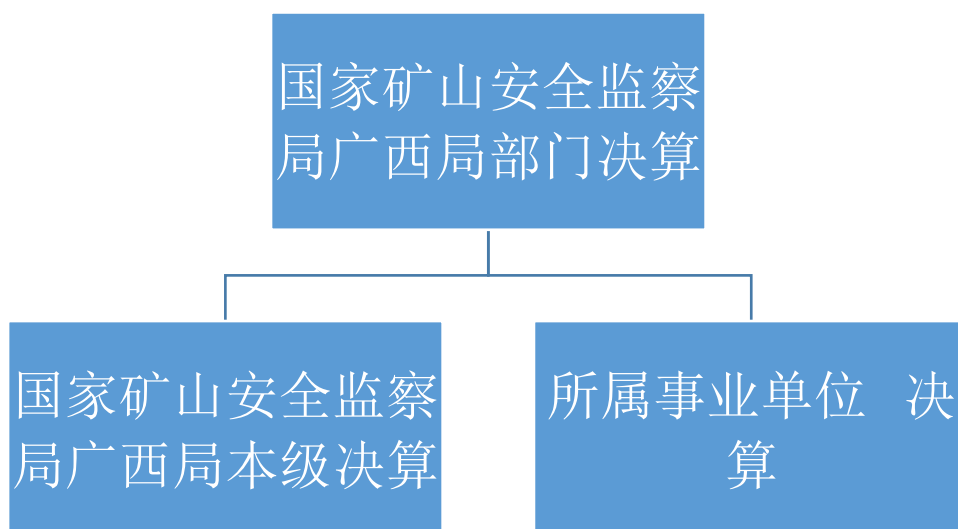 国家矿山安全监察
局广西局部门决算
国家矿山安全监察
局广西局本级决算
所属事业单位  决
算